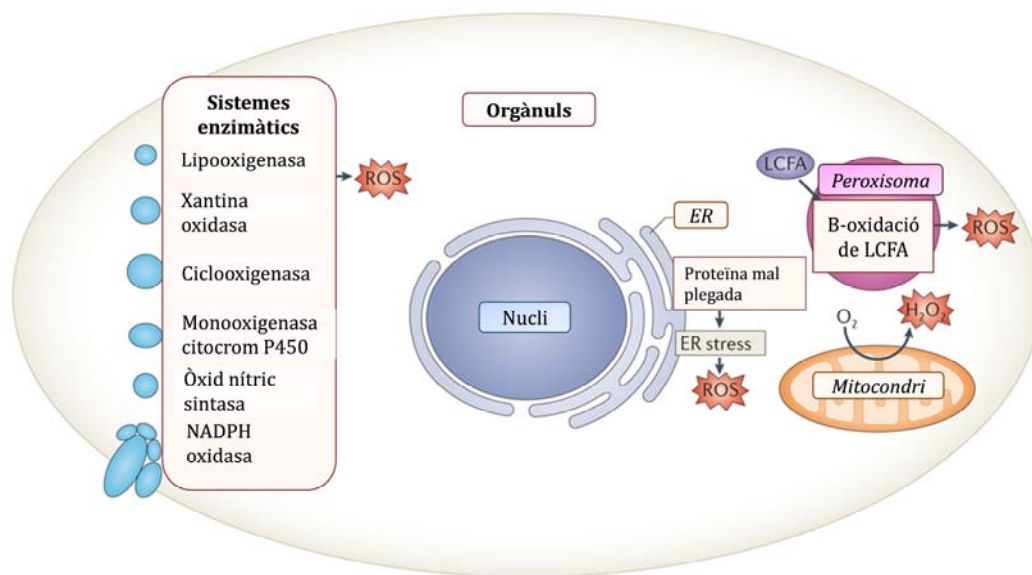 Sistemes
enzimàtics
Lipooxigenasa
Xantina
oxidasa
Ciclooxigenasa
Monooxigenasa
citocrom P450
Òxid nítric
sintasa
NADPH
oxidasa
ROS
Orgànuls
Nucli
ER
Proteïna mal
plegada
ER stress
ROS
LCFA
Peroxisoma
B-oxidació
de LCFA
ROS
O₂
H₂O₂
Mitocondri